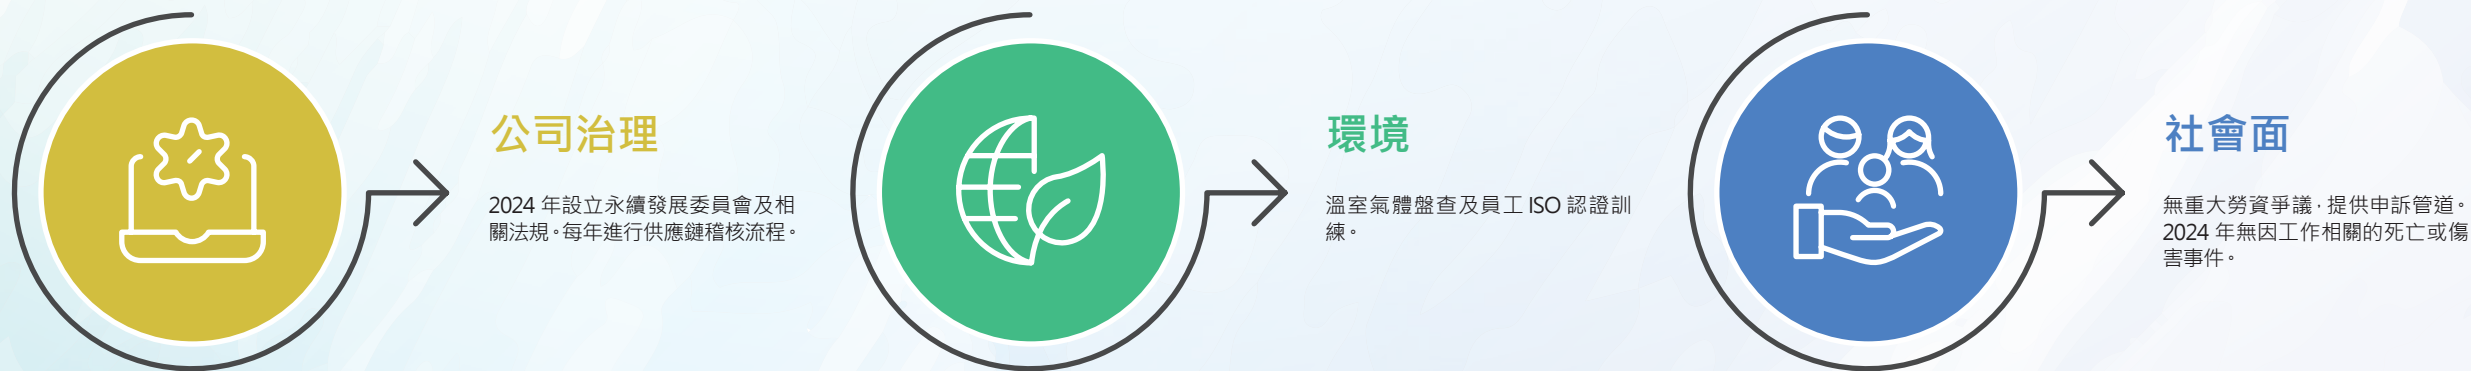 公司治理
2024 年設立永續發展委員會及相
關法規。每年進行供應鏈稽核流程。
環境
溫室氣體盤查及員工 ISO 認證訓
練。
社會面
無重大勞資爭議，提供申訴管道。
2024 年無因工作相關的死亡或傷
害事件。